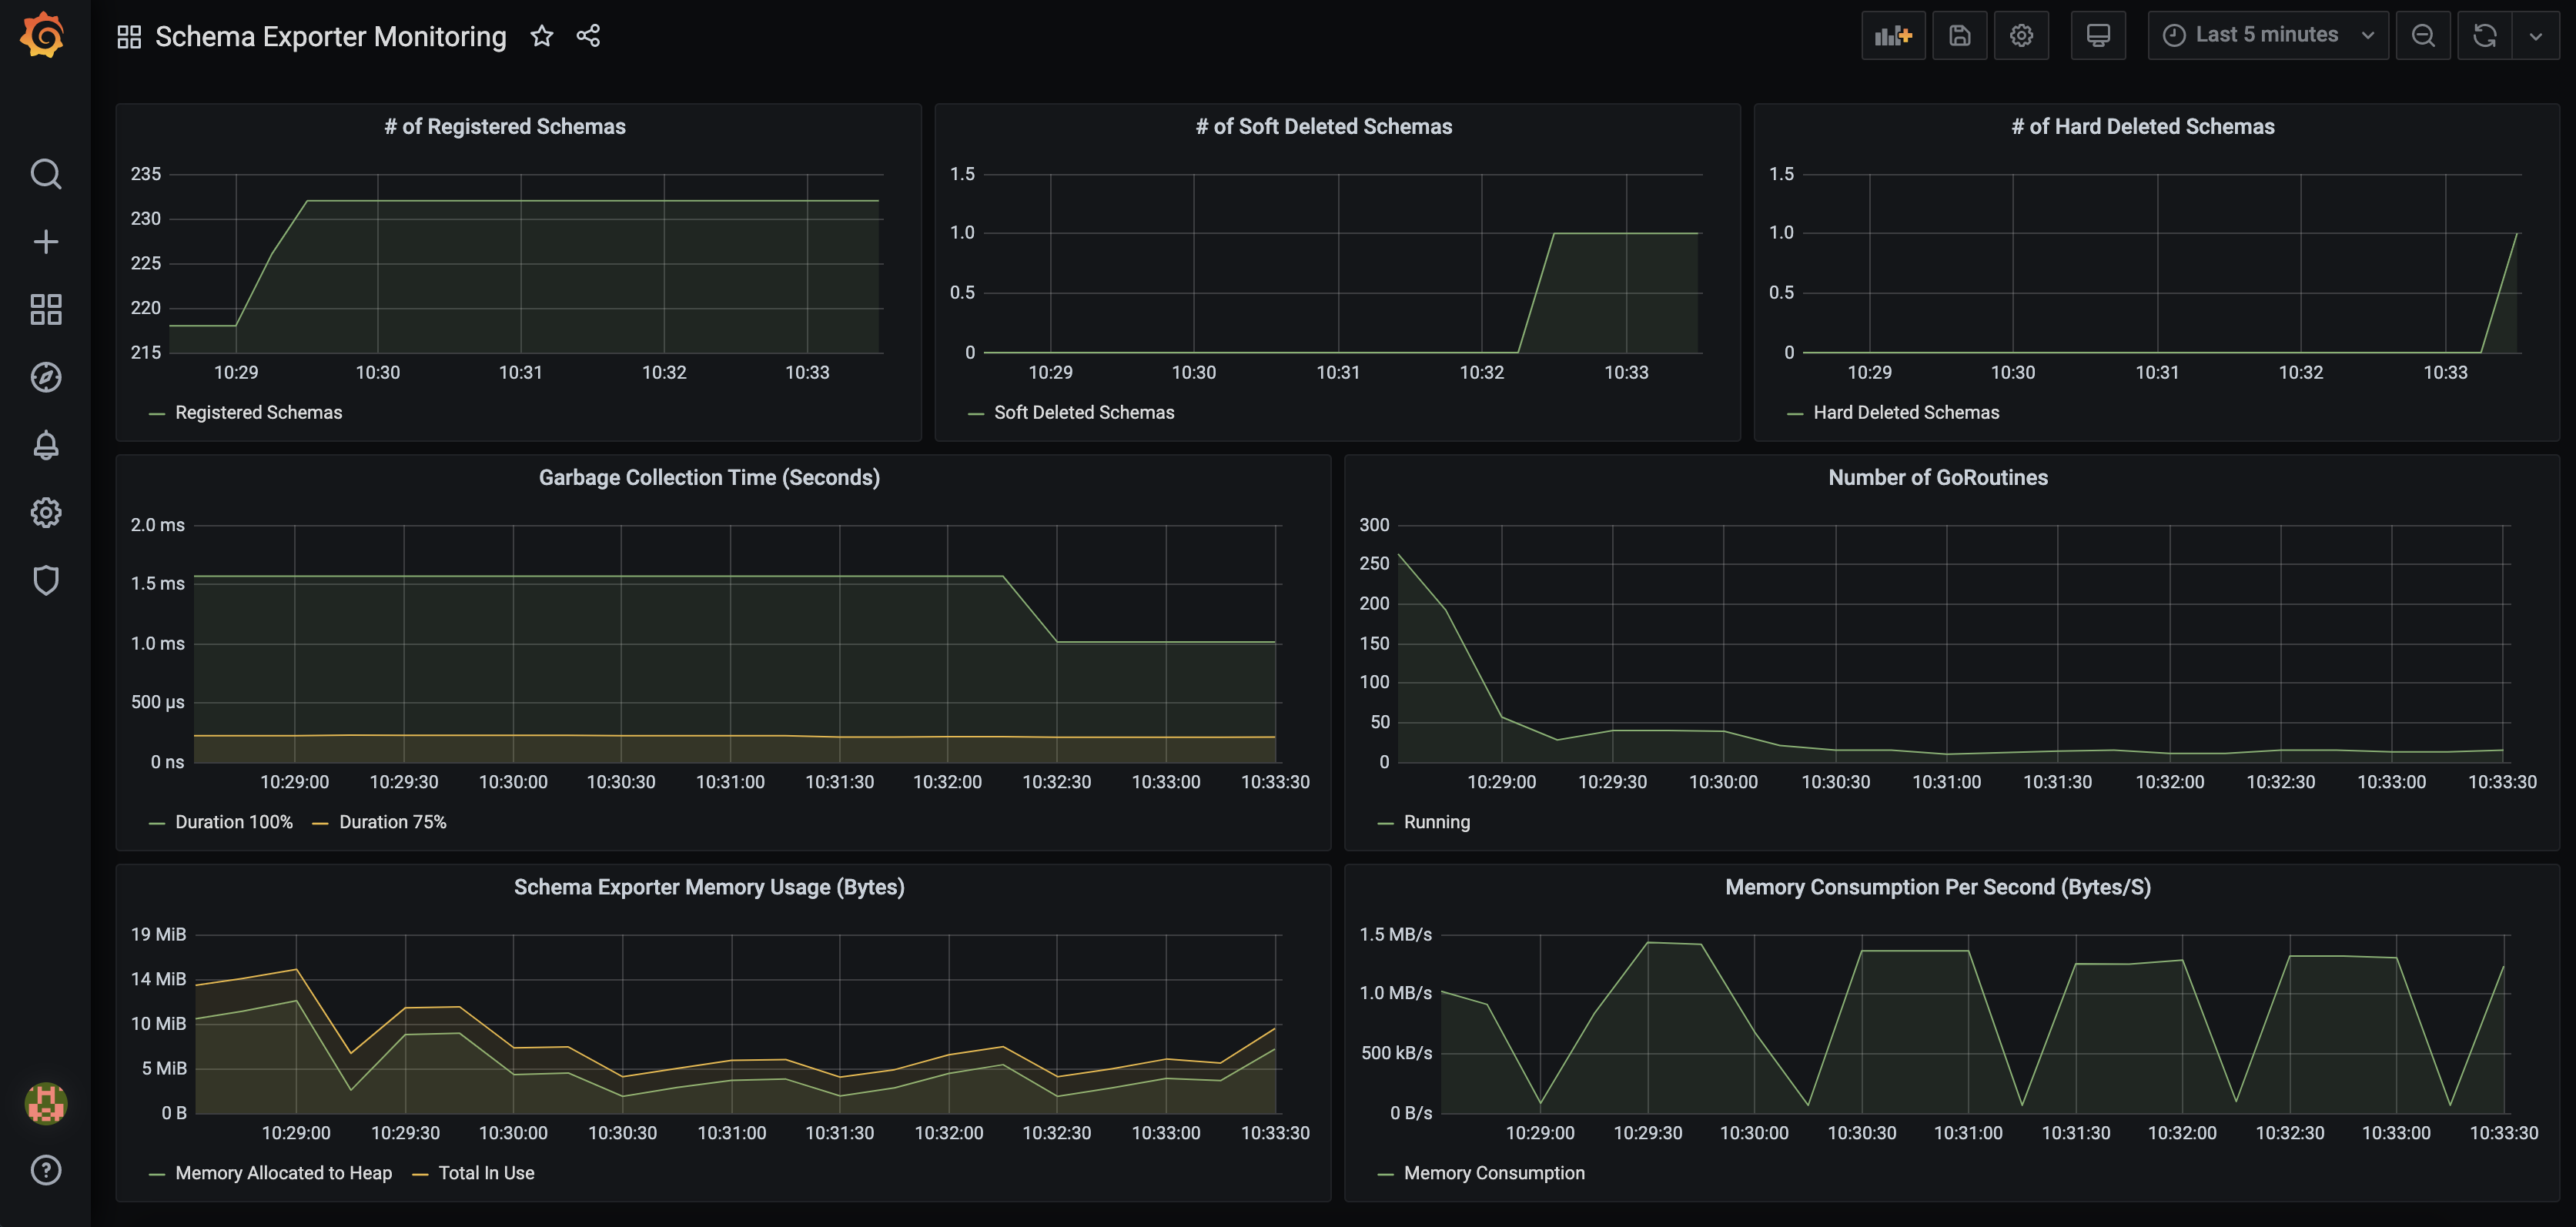 Schema Exporter Monitoring
Last 5 minutes
# of Registered Schemas
235
230
225
220
215
10:29 10:30 10:31 10:32 10:33
Registered Schemas
# of Soft Deleted Schemas
1.5
1.0
0.5
0
10:29 10:30 10:31 10:32 10:33
Soft Deleted Schemas
# of Hard Deleted Schemas
1.5
1.0
0.5
0
10:29 10:30 10:31 10:32 10:33
Hard Deleted Schemas
Garbage Collection Time (Seconds)
2.0 ms
1.5 ms
1.0 ms
500 µs
0 ns
10:29:00 10:29:30 10:30:00 10:30:30 10:31:00 10:31:30 10:32:00 10:32:30 10:33:00 10:33:30
Duration 100% Duration 75%
Number of GoRoutines
300
250
200
150
100
50
0
10:29:00 10:29:30 10:30:00 10:30:30 10:31:00 10:31:30 10:32:00 10:32:30 10:33:00 10:33:30
Running
Schema Exporter Memory Usage (Bytes)
19 MiB
14 MiB
10 MiB
5 MiB
0 B
10:29:00 10:29:30 10:30:00 10:30:30 10:31:00 10:31:30 10:32:00 10:32:30 10:33:00 10:33:30
Memory Allocated to Heap Total In Use
Memory Consumption Per Second (Bytes/S)
1.5 MB/s
1.0 MB/s
500 kB/s
0 B/s
10:29:00 10:29:30 10:30:00 10:30:30 10:31:00 10:31:30 10:32:00 10:32:30 10:33:00 10:33:30
Memory Consumption